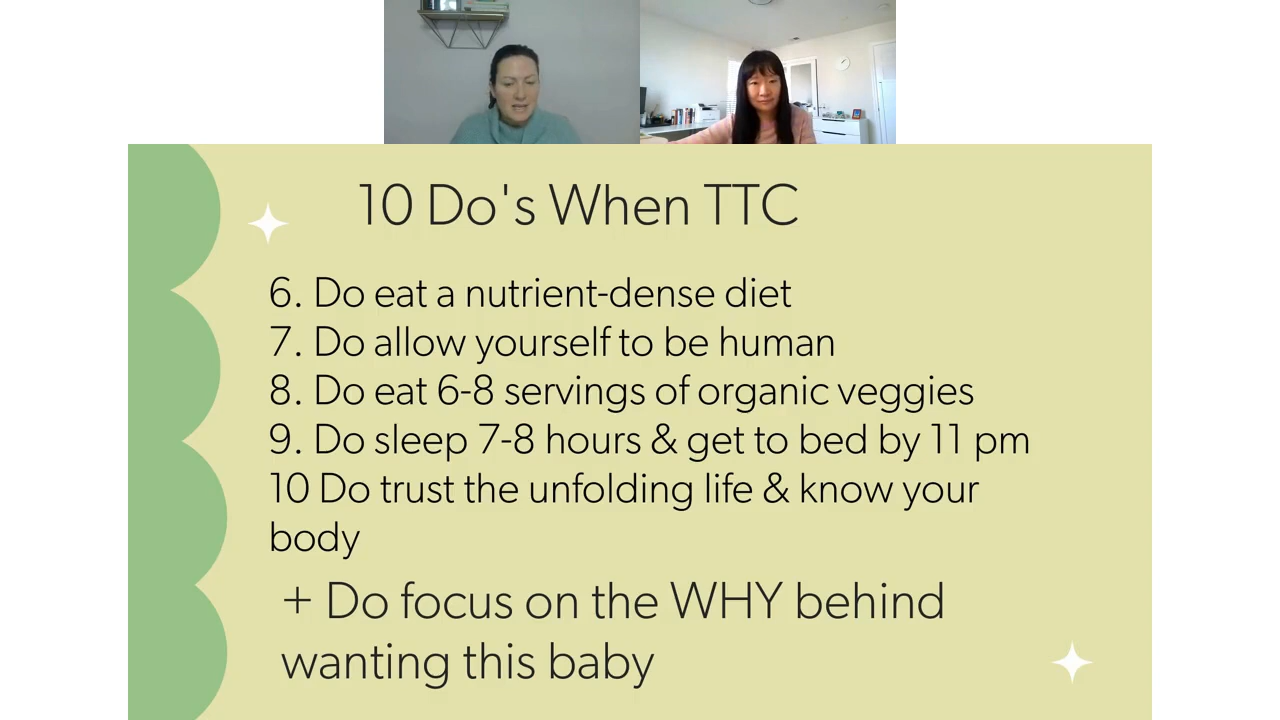 10 Do's When TTC
6. Do eat a nutrient-dense diet
7. Do allow yourself to be human
8. Do eat 6-8 servings of organic veggies
9. Do sleep 7-8 hours & get to bed by 11 pm
10 Do trust the unfolding life & know your
body
+ Do focus on the WHY behind
wanting this baby